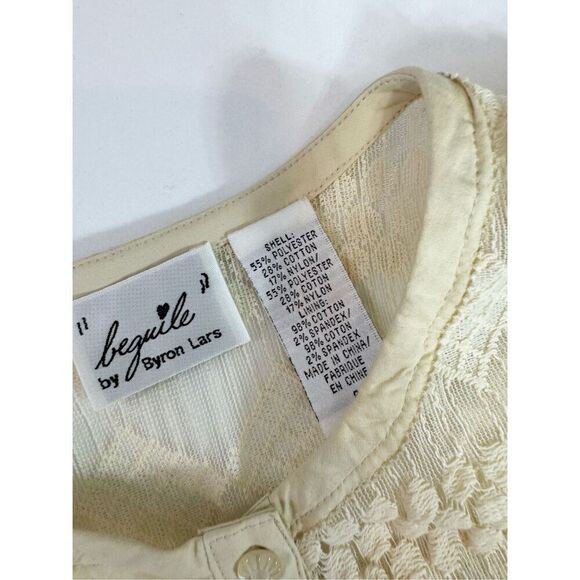 beguile
by Byron Lars
SHELL:
55% POLYESTER
28% COTTON
17% NYLON/
55% POLYESTER
28% COTON
17% NYLON
LINING:
98% COTTON
2% SPANDEX/
98% COTON
2% SPANDEX
MADE IN CHINA/
FABRIQUE
EN CHINE